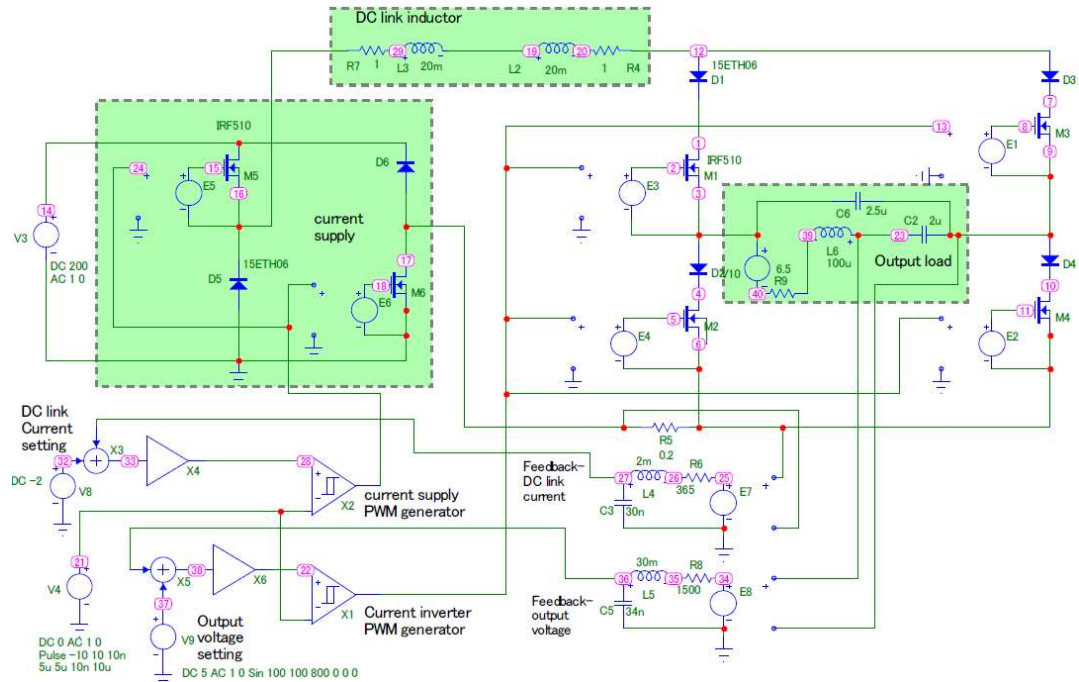 DC link inductor
29
19
20
12
R7
1
L3
20m
L2
20m
1
R4
15ETH06
D1
D3
7
IRF510
24
15
M5
D6
13
8
M3
E1
9
1
2
IRF510
M1
E5
16
E3
3
14
current
supply
C6
2.5u
C2
2u
V3
15ETH06
17
39
23
L6
100u
Output load
DC 200
AC 1 0
D5
18
M6
D2
V10
6.5
R9
40
D4
E6
4
10
5
M2
11
M4
E4
6
E2
DC link
Current
setting
X3
R5
0.2
32
33
X4
28
2m
R6
Feedback-
DC link
current
27
26
25
E7
DC -2
V8
X2
current supply
PWM generator
L4
365
C3
30n
21
X5
38
X6
22
30m
R8
36
35
34
E8
V4
37
L5
1500
X1
Current inverter
PWM generator
Feedback-
output
voltage
C5
34n
Output
voltage
setting
V9
DC 0 AC 1 0
Pulse -10 10 10n
5u 5u 10n 10u
DC 5 AC 1 0 Sin 100 100 800 0 0 0